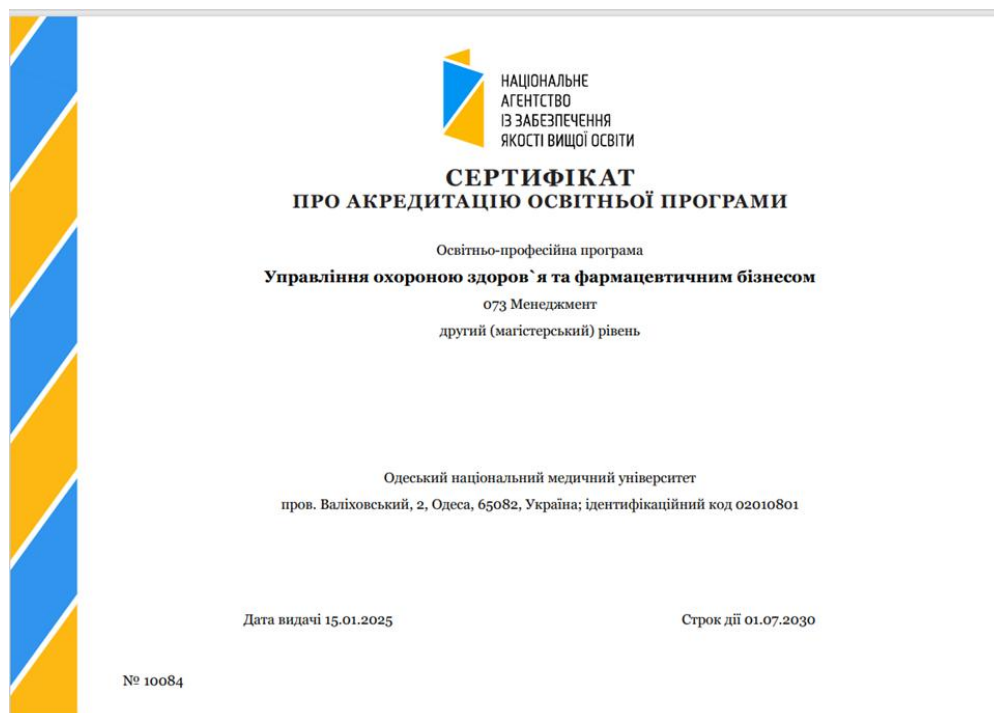 НАЦІОНАЛЬНЕ
АГЕНТСТВО
ІЗ ЗАБЕЗПЕЧЕННЯ
ЯКОСТІ ВИЩОЇ ОСВІТИ
СЕРТИФІКАТ
ПРО АКРЕДИТАЦІЮ ОСВІТНЬОЇ ПРОГРАМИ
Освітньо-професійна програма
Управління охороною здоров`я та фармацевтичним бізнесом
073 Менеджмент
другий (магістерський) рівень
Одеський національний медичний університет
пров. Валіховський, 2, Одеса, 65082, Україна; ідентифікаційний код 02010801
Дата видачі 15.01.2025
Строк дії 01.07.2030
№ 10084